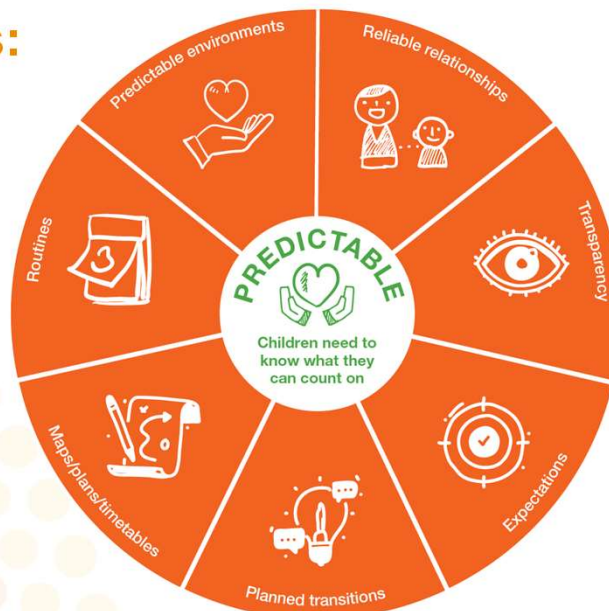 s:
Predictable environments
Reliable relationships
Transparency
Expectations
Planned transitions
Maps/plans/timetables
Routines
3
PREDICTABLE
Children need to
know what they
can count on